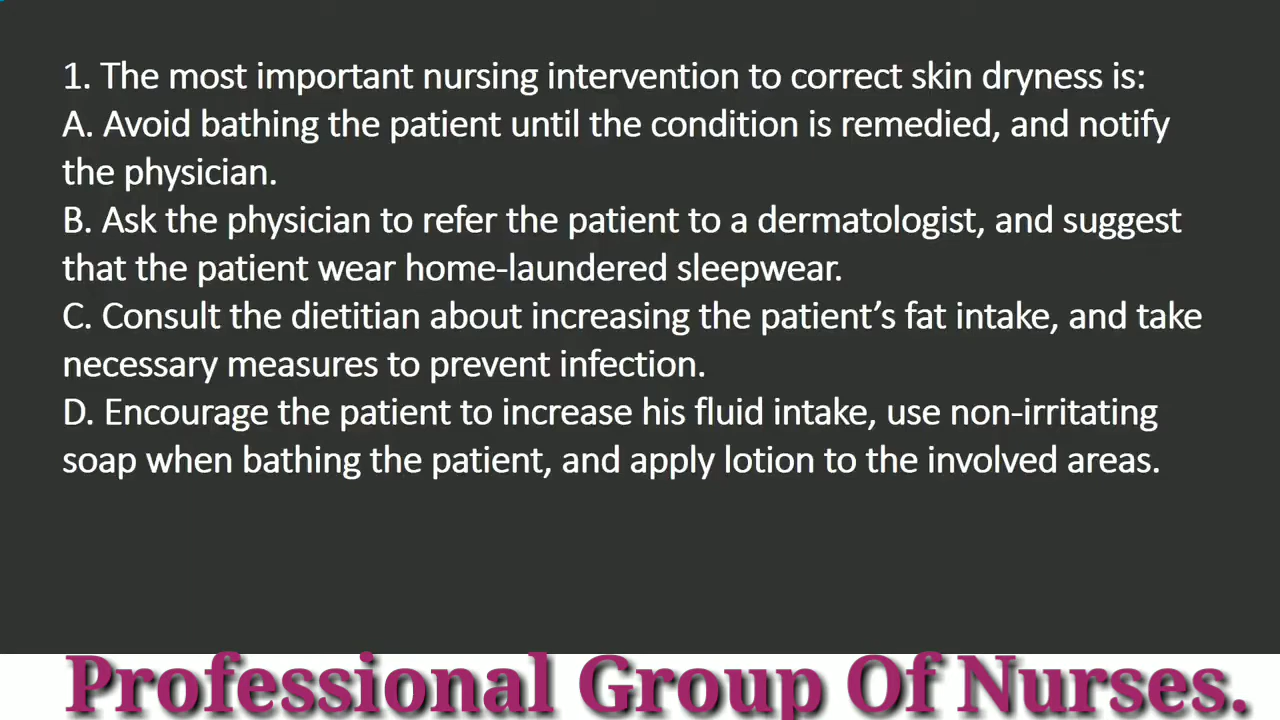 1. The most important nursing intervention to correct skin dryness is:
A. Avoid bathing the patient until the condition is remedied, and notify
the physician.
B. Ask the physician to refer the patient to a dermatologist, and suggest
that the patient wear home-laundered sleepwear.
C. Consult the dietitian about increasing the patient’s fat intake, and take
necessary measures to prevent infection.
D. Encourage the patient to increase his fluid intake, use non-irritating
soap when bathing the patient, and apply lotion to the involved areas.
Professional Group Of Nurses.